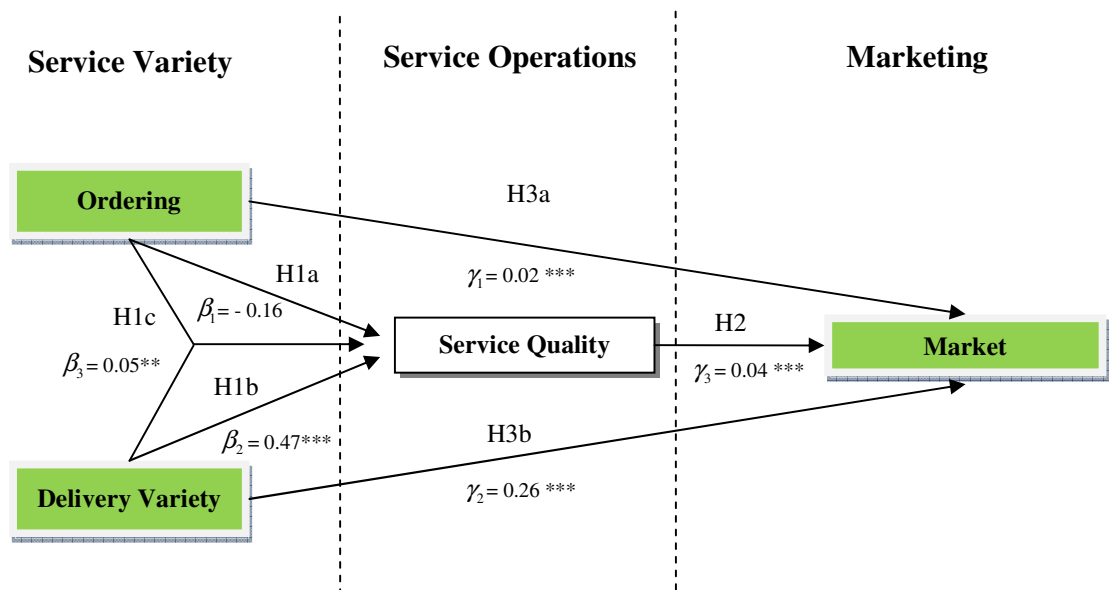 Service Variety
Service Operations
Marketing
Ordering
H3a
H1a
γ₁= 0.02 ***
H1c
β₁= - 0.16
H2
Service Quality
Market
β₃= 0.05**
γ₃= 0.04 ***
H1b
H3b
β₂= 0.47***
Delivery Variety
γ₂= 0.26 ***